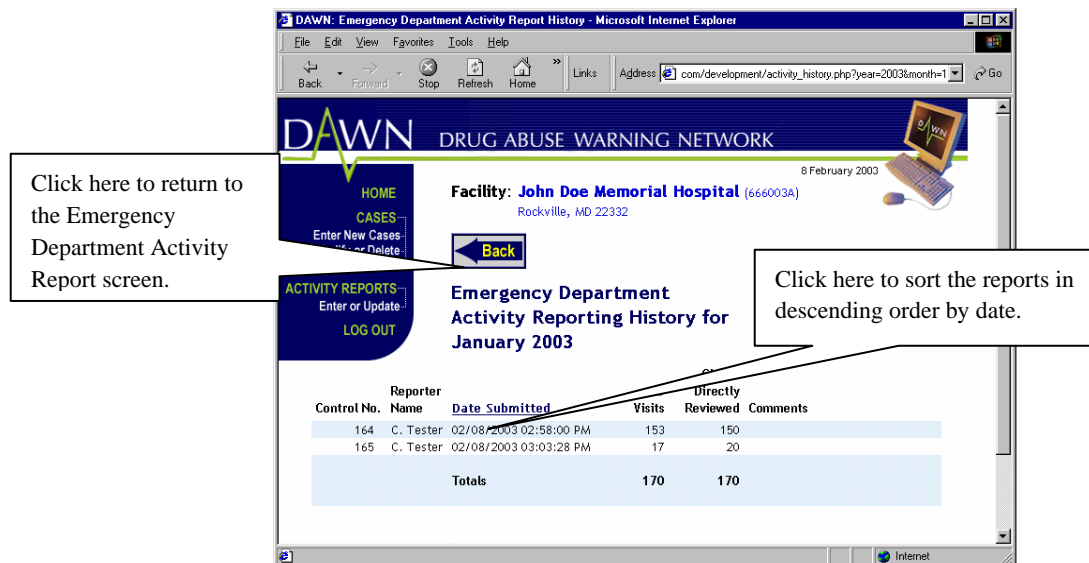 DAWN: Emergency Department Activity Report History - Microsoft Internet Explorer
File Edit View Favorites Tools Help
Back Forward Stop Refresh Home » Links Address com/development/activity_history.php?year=2003&month=1 Go
DAWN DRUG ABUSE WARNING NETWORK
DAWN
8 February 2003
Click here to return to
the Emergency
Department Activity
Report screen.
HOME
CASES
Enter New Cases
or Delete
ACTIVITY REPORTS
Enter or Update
LOG OUT
Facility: John Doe Memorial Hospital (666003A)
Rockville, MD 22332
Back
Click here to sort the reports in
descending order by date.
Emergency Department
Activity Reporting History for
January 2003
Reporter Directly
Control No. Name Date Submitted Visits Reviewed Comments
164 C. Tester 02/08/2003 02:58:00 PM 153 150
165 C. Tester 02/08/2003 03:03:28 PM 17 20
Totals 170 170
Internet